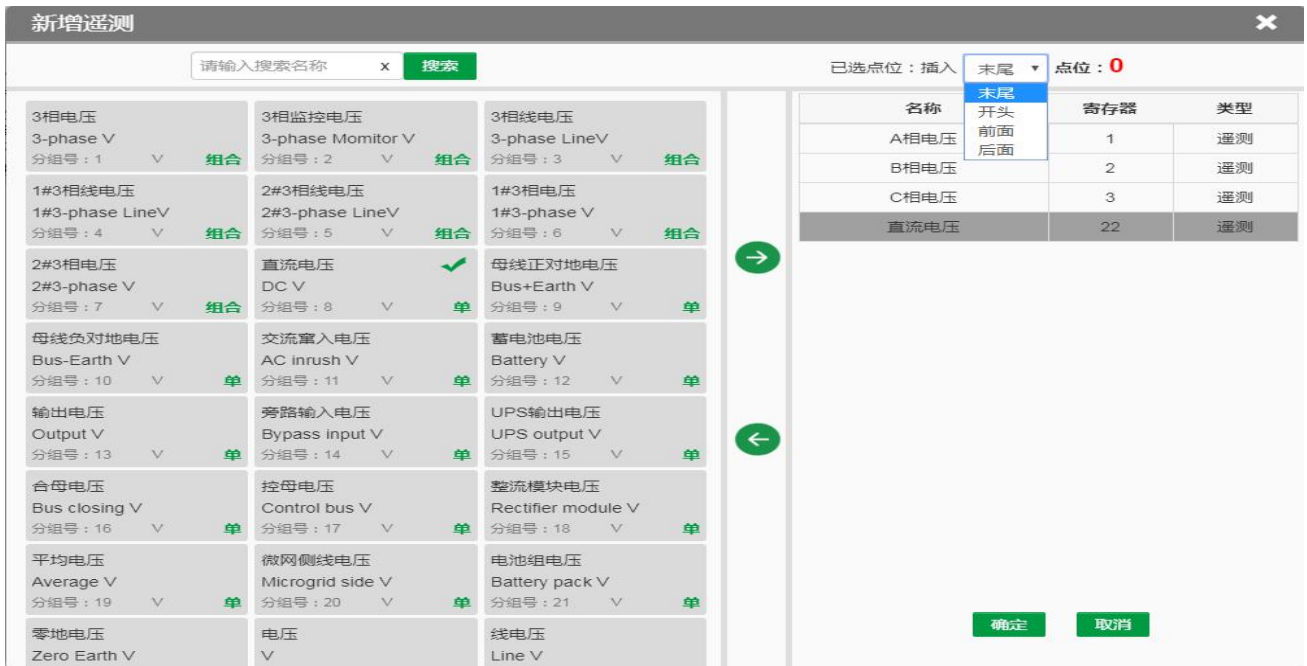 新增遥测 ✖
请输入搜索名称 x 搜索
已选点位：插入 末尾 ▼ 点位：0
末尾
开头
前面
后面
3相电压
3-phase V
分组号：1 V 组合
3相监控电压
3-phase Momitor V
分组号：2 V 组合
3相线电压
3-phase LineV
分组号：3 V 组合
1#3相线电压
1#3-phase LineV
分组号：4 V 组合
2#3相线电压
2#3-phase LineV
分组号：5 V 组合
1#3相电压
1#3-phase V
分组号：6 V 组合
2#3相电压
2#3-phase V
分组号：7 V 组合
直流电压
DC V
分组号：8 V 单
母线正对地电压
Bus+Earth V
分组号：9 V 单
母线负对地电压
Bus-Earth V
分组号：10 V 单
交流窜入电压
AC inrush V
分组号：11 V 单
蓄电池电压
Battery V
分组号：12 V 单
输出电压
Output V
分组号：13 V 单
旁路输入电压
Bypass input V
分组号：14 V 单
UPS输出电压
UPS output V
分组号：15 V 单
合母电压
Bus closing V
分组号：16 V 单
控母电压
Control bus V
分组号：17 V 单
整流模块电压
Rectifier module V
分组号：18 V 单
平均电压
Average V
分组号：19 V 单
微网侧线电压
Microgrid side V
分组号：20 V 单
电池组电压
Battery pack V
分组号：21 V 单
零地电压
Zero Earth V
电压
V
线电压
Line V
名称 寄存器 类型
A相电压 1 遥测
B相电压 2 遥测
C相电压 3 遥测
直流电压 22 遥测
确定 取消